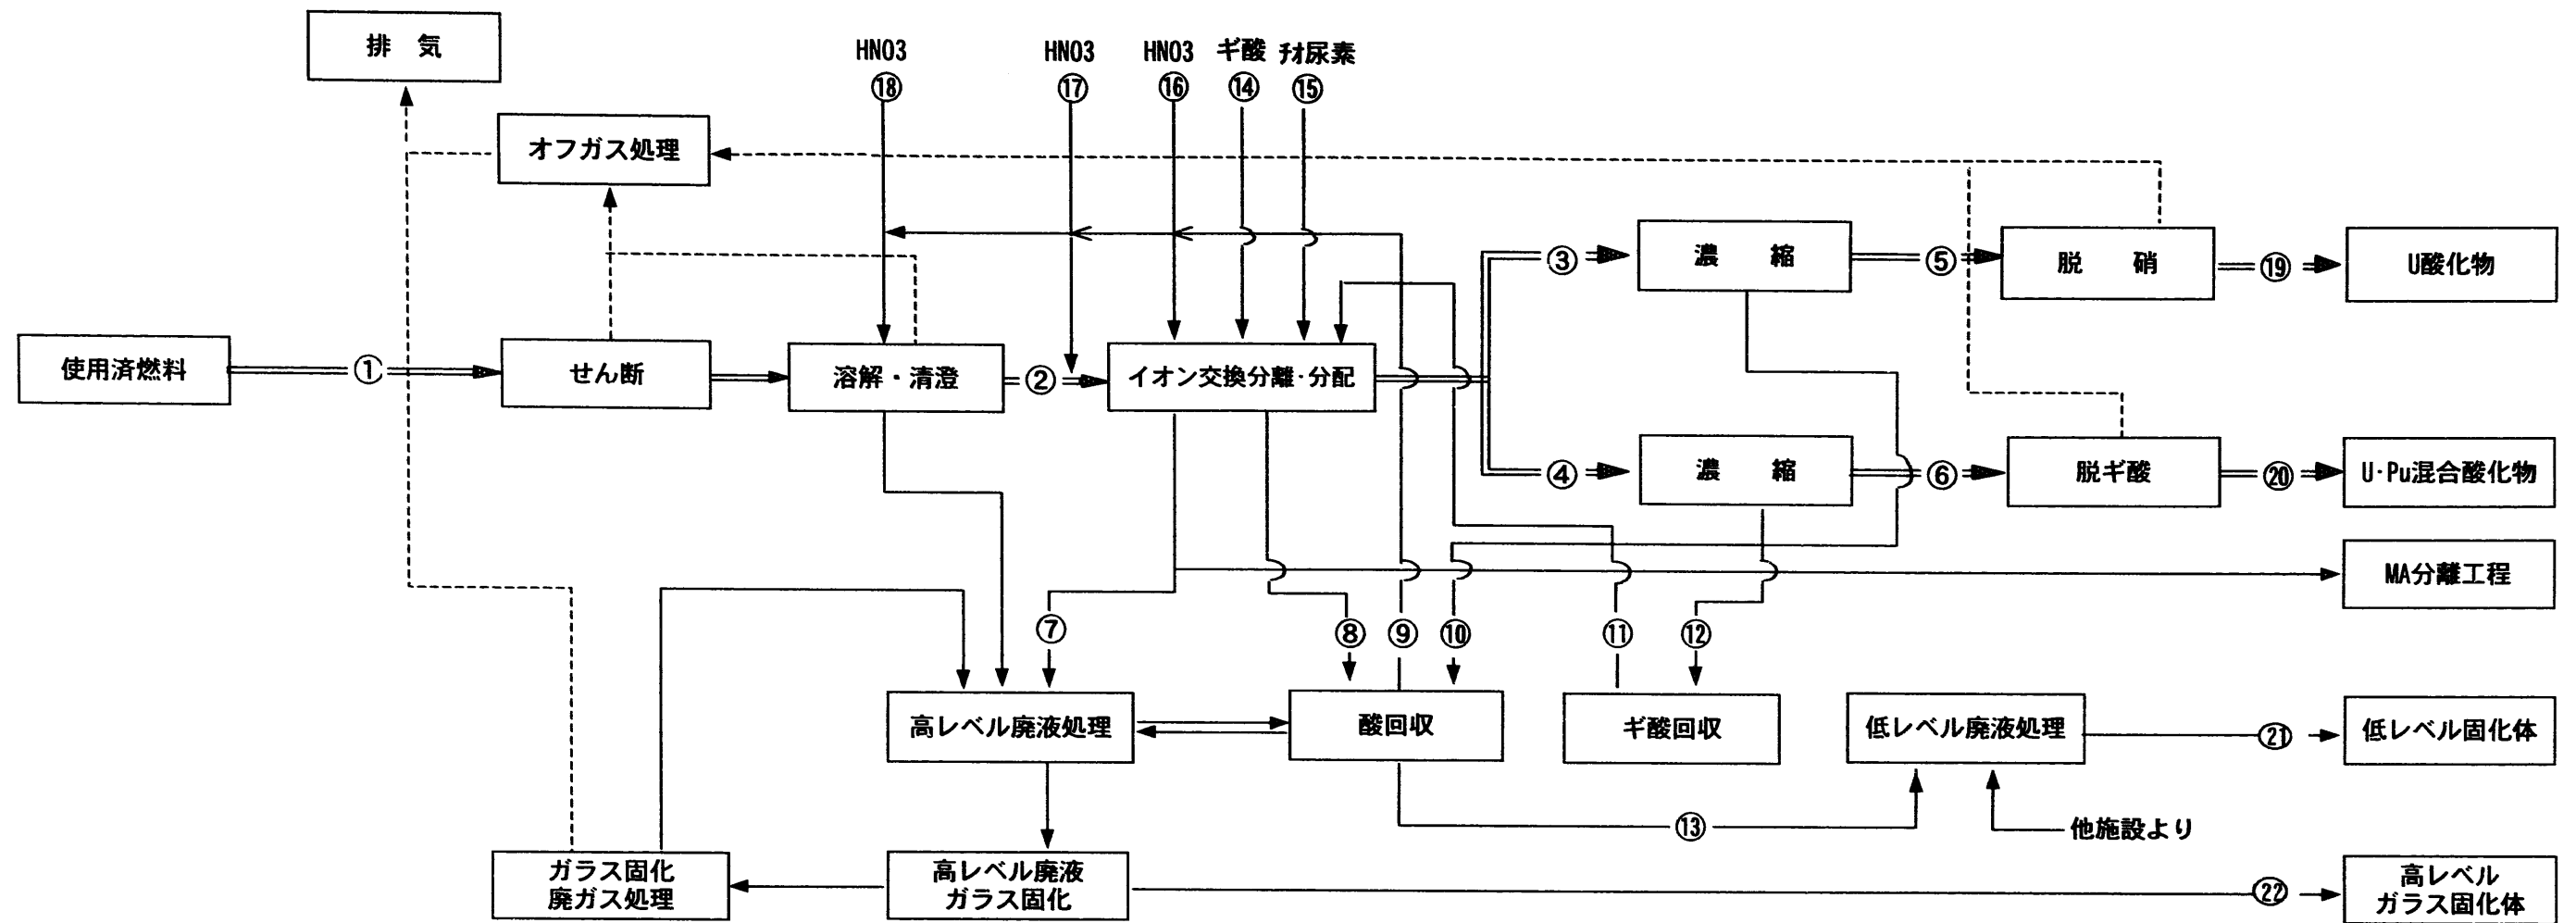 排　気
HNO3
⑱
HNO3
⑰
HNO3
⑯
ギ酸
⑭
ﾁｵ尿素
⑮
オフガス処理
③
濃　縮
⑤
脱　硝
⑲
U酸化物
使用済燃料
①
せん断
溶解・清澄
②
イオン交換分離・分配
④
濃　縮
⑥
脱ギ酸
⑳
U・Pu混合酸化物
MA分離工程
⑦
⑧
⑨
⑩
⑪
⑫
高レベル廃液処理
酸回収
ギ酸回収
低レベル廃液処理
㉑
低レベル固化体
⑬
他施設より
ガラス固化
廃ガス処理
高レベル廃液
ガラス固化
㉒
高レベル
ガラス固化体